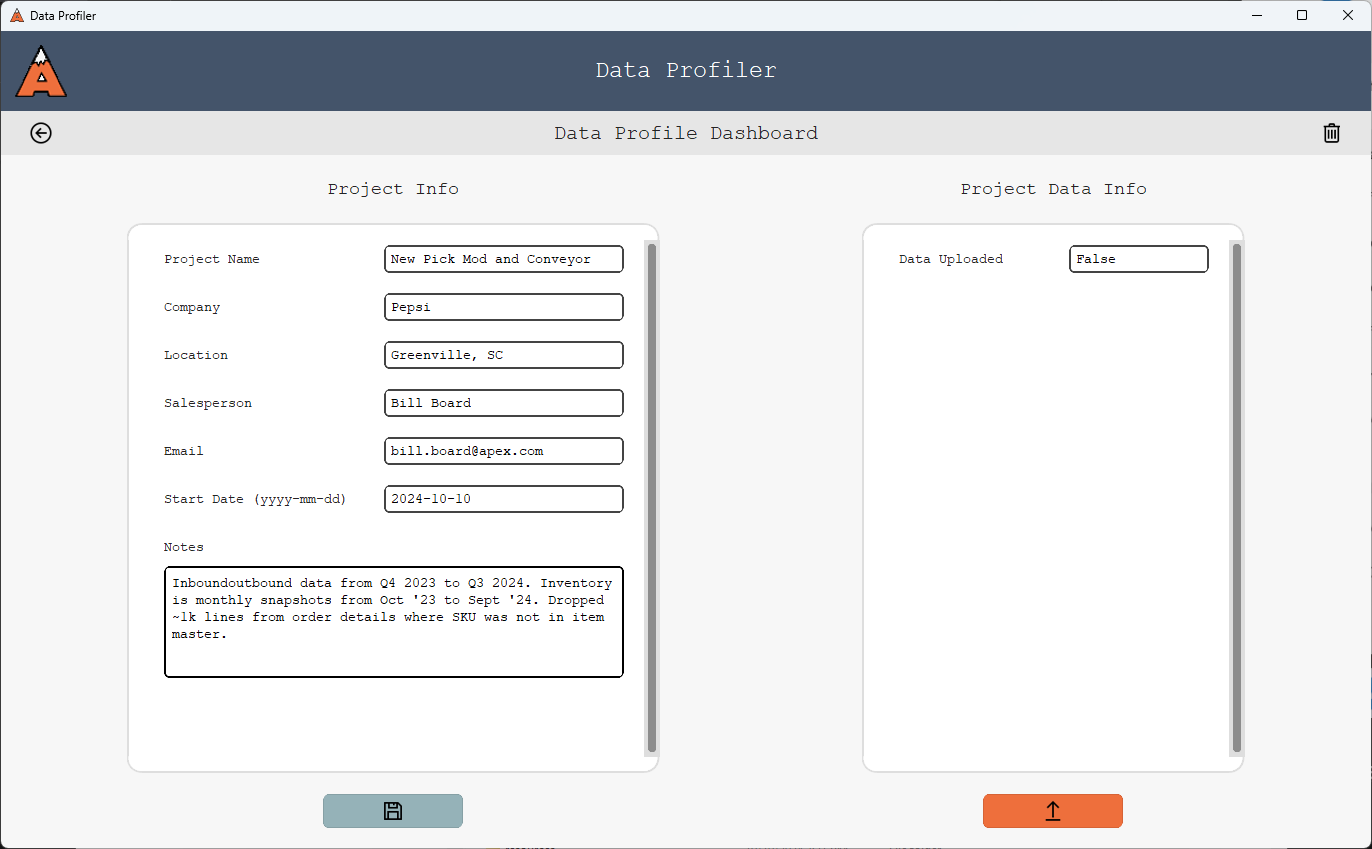 Data Profiler
Data Profiler
Data Profile Dashboard
Project Info
Project Name
New Pick Mod and Conveyor
Company
Pepsi
Location
Greenville, SC
Salesperson
Bill Board
Email
bill.board@apex.com
Start Date (yyyy-mm-dd)
2024-10-10
Notes
Inboundoutbound data from Q4 2023 to Q3 2024. Inventory
is monthly snapshots from Oct '23 to Sept '24. Dropped
~1k lines from order details where SKU was not in item
master.
Project Data Info
Data Uploaded
False